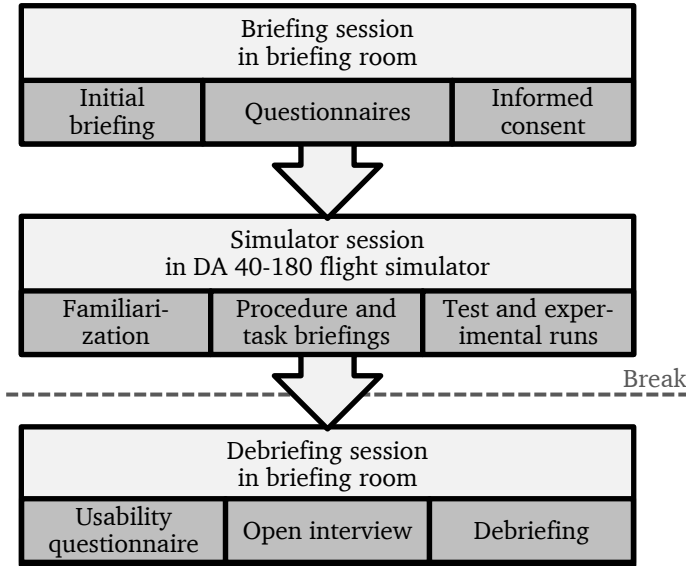 Briefing session
in briefing room
Initial
briefing
Questionnaires
Informed
consent
Simulator session
in DA 40-180 flight simulator
Familiari-
zation
Procedure and
task briefings
Test and exper-
imental runs
Break
Debriefing session
in briefing room
Usability
questionnaire
Open interview
Debriefing